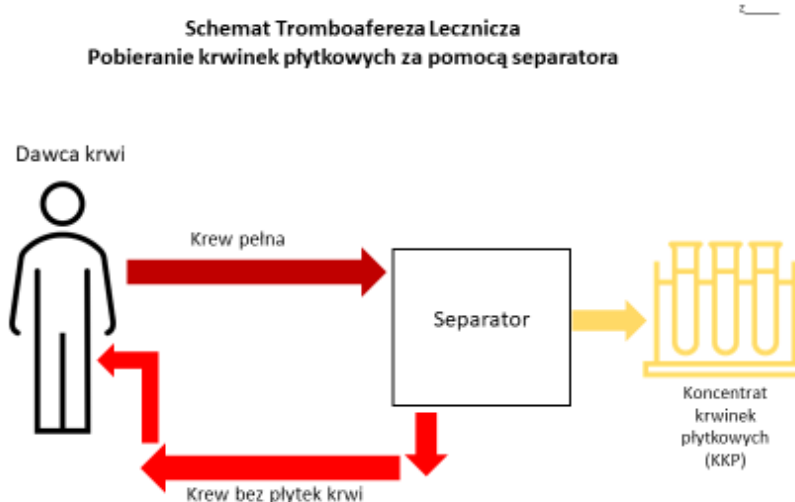 Schemat Tromboafereza Lecznicza
Pobieranie krwinek płytkowych za pomocą separatora
Dawca krwi
Krew pełna
Separator
Koncentrat
krwinek
płytkowych
(KKP)
Krew bez płytek krwi